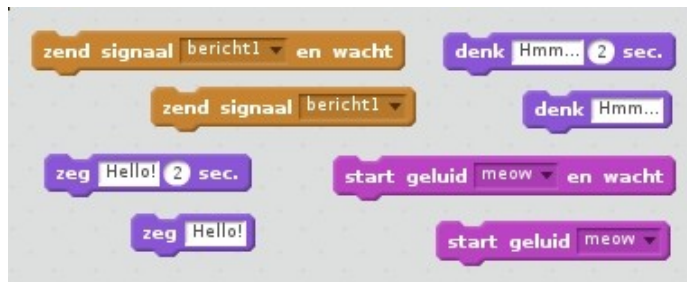 zend signaal bericht1 en wacht
denk Hmm... 2 sec.
zend signaal bericht1
denk Hmm...
zeg Hello! 2 sec.
start geluid meow en wacht
zeg Hello!
start geluid meow